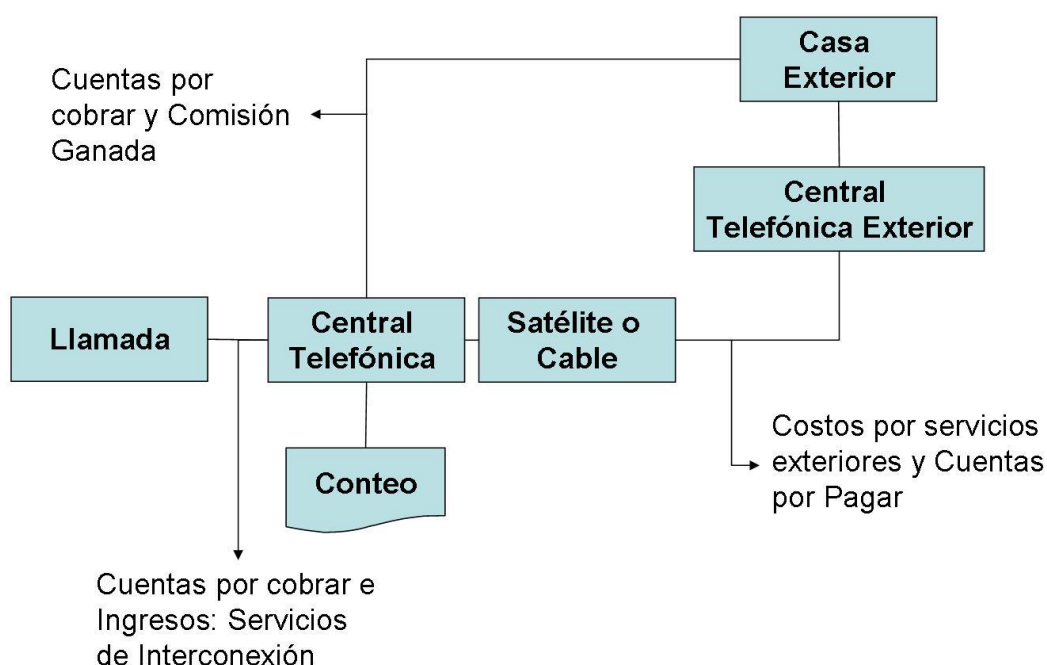 Casa
Exterior
Cuentas por
cobrar y Comisión
Ganada
Central
Telefónica Exterior
Llamada
Central
Telefónica
Satélite o
Cable
Conteo
Costos por servicios
exteriores y Cuentas
por Pagar
Cuentas por cobrar e
Ingresos: Servicios
de Interconexión